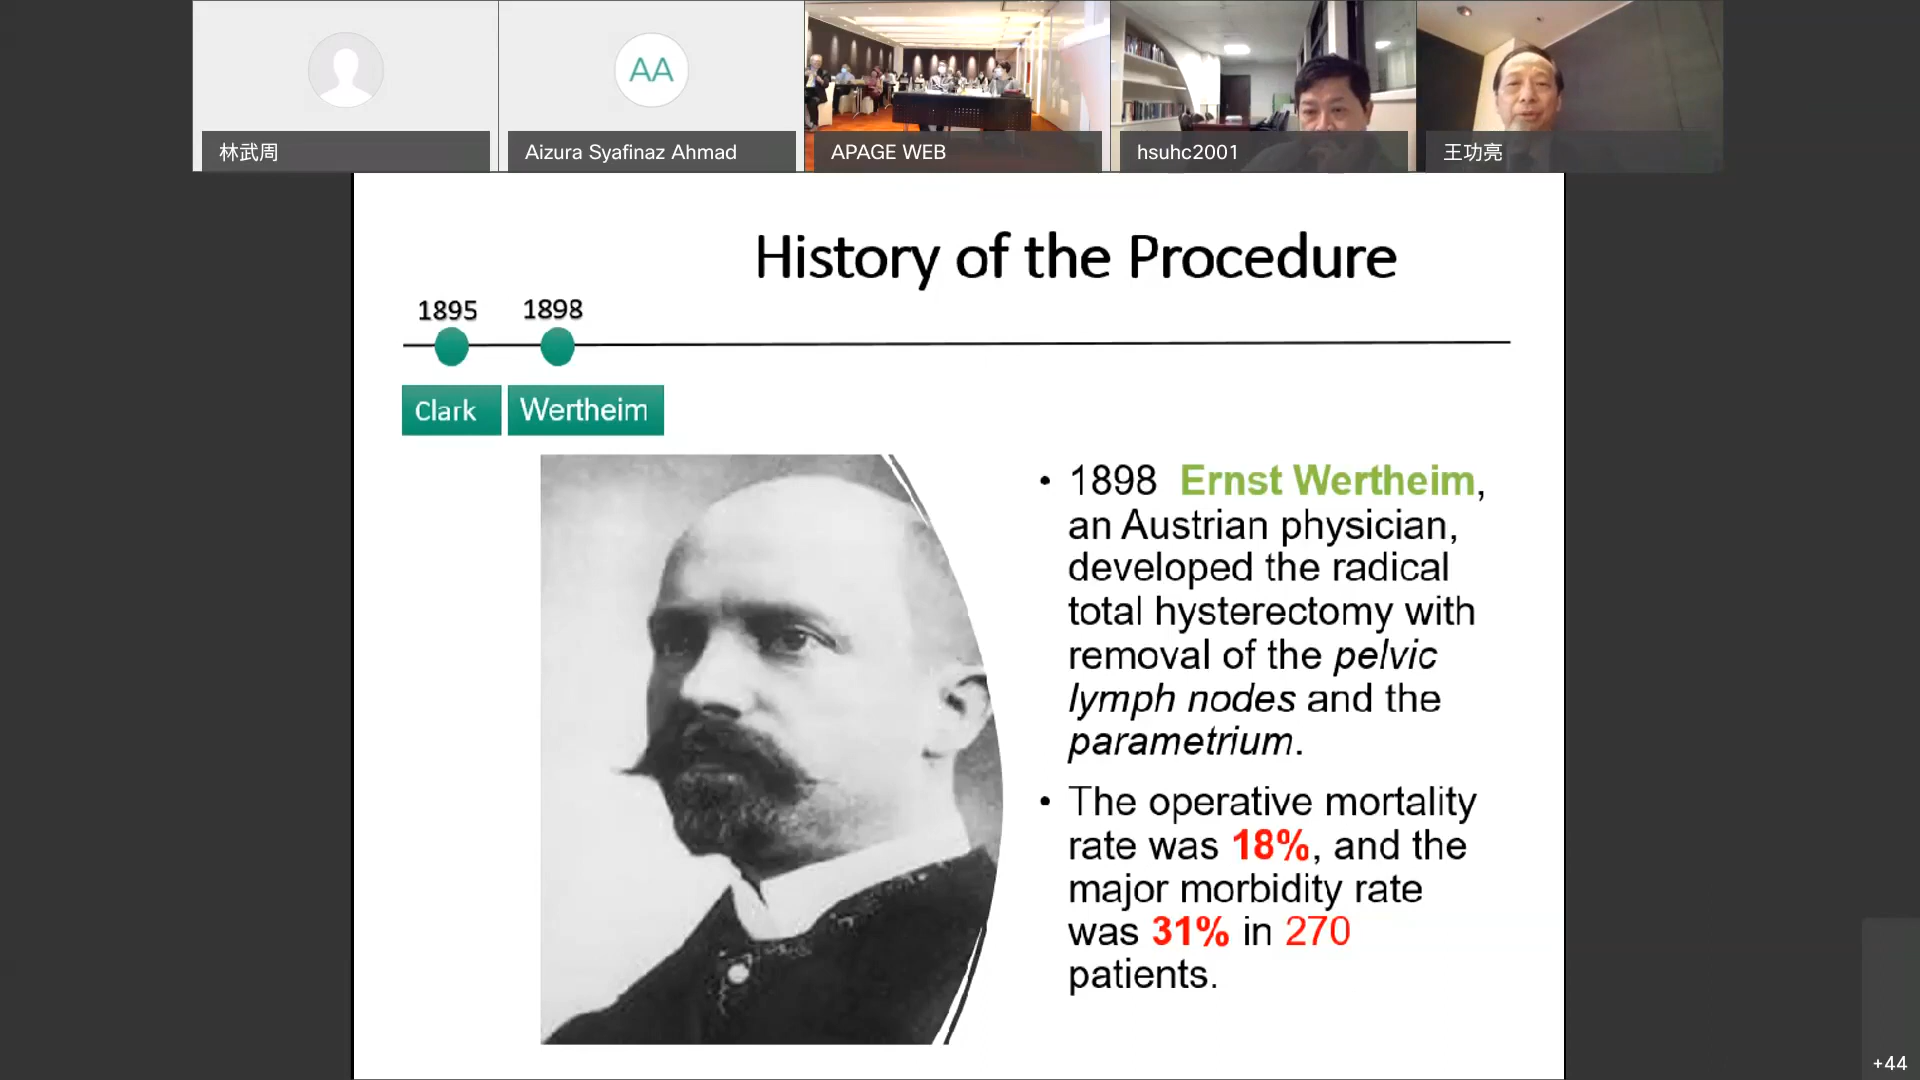 林武周
AA
Aizura Syafinaz Ahmad
APAGE WEB
hsuhc2001
王功亮
History of the Procedure
1895 1898
Clark Wertheim
• 1898 Ernst Wertheim,
an Austrian physician,
developed the radical
total hysterectomy with
removal of the pelvic
lymph nodes and the
parametrium.
• The operative mortality
rate was 18%, and the
major morbidity rate
was 31% in 270
patients.
+44